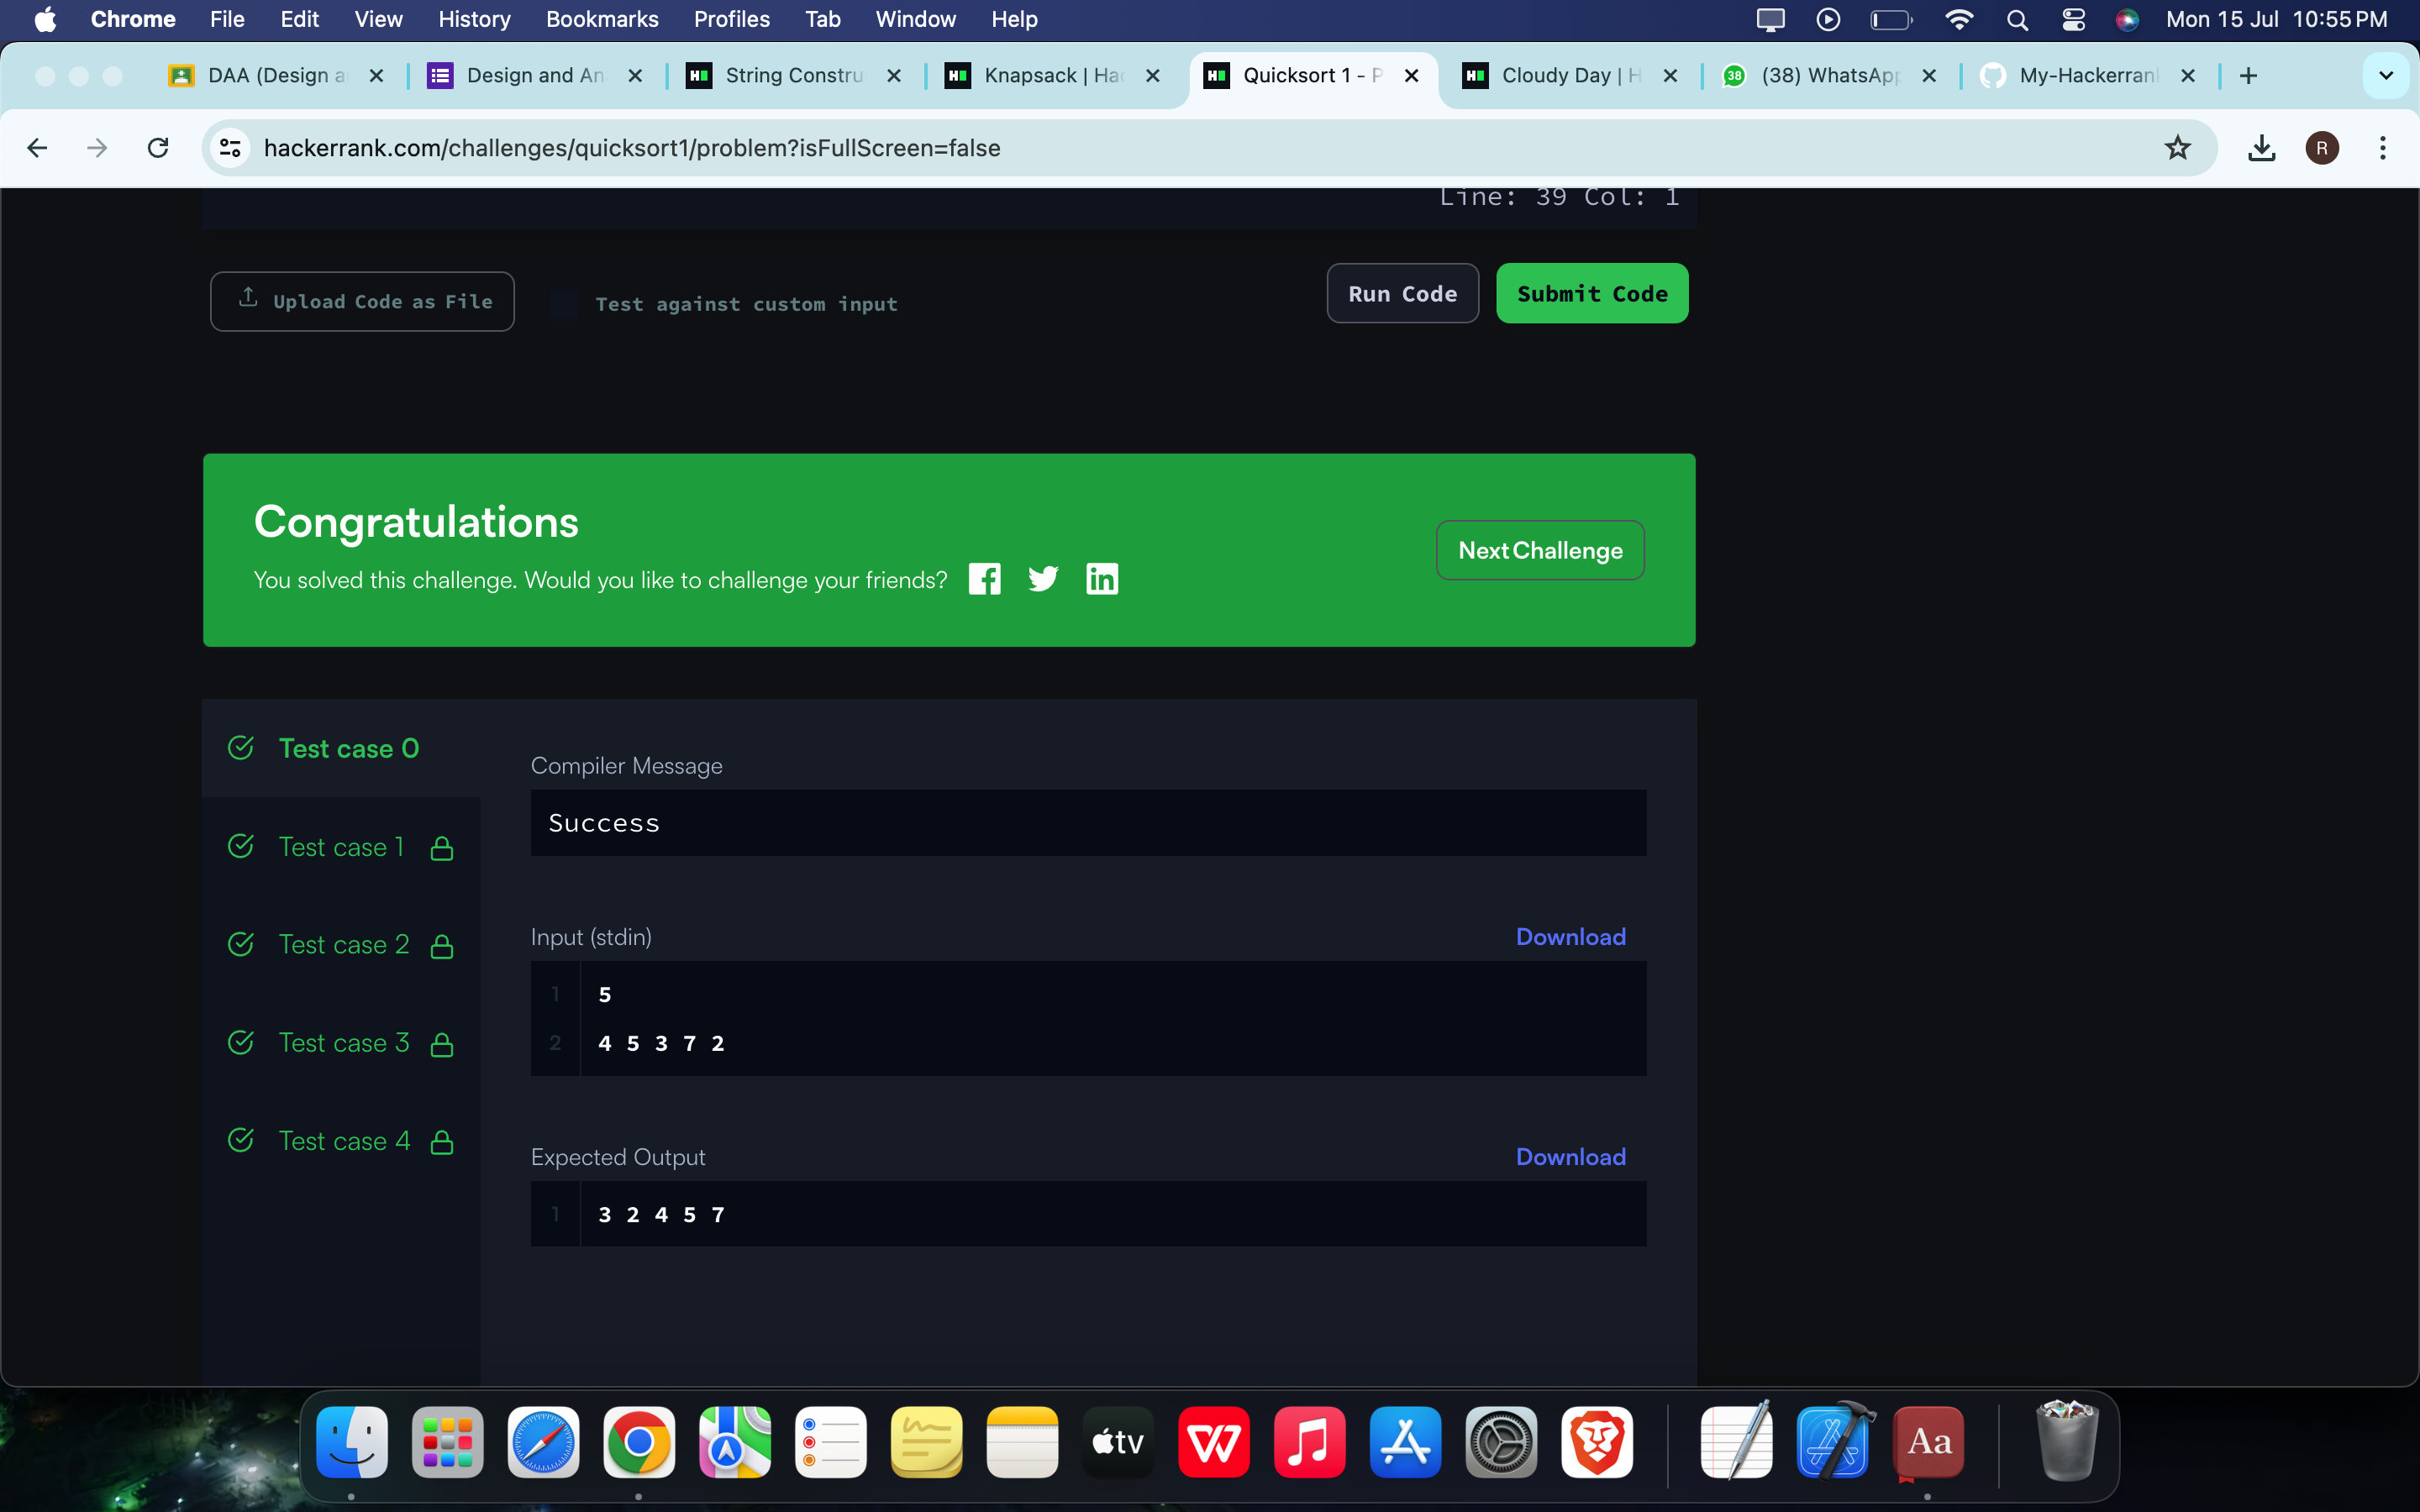 Chrome File Edit View History Bookmarks Profiles Tab Window Help Mon 15 Jul 10:55 PM
DAA (Design a Design and An String Constru Knapsack | Hac Quicksort 1 - P Cloudy Day | H 38 (38) WhatsApp My-Hackerran
hackerrank.com/challenges/quicksort1/problem?isFullScreen=false R
Line: 39 Col: 1
Upload Code as File Test against custom input Run Code Submit Code
Congratulations
You solved this challenge. Would you like to challenge your friends?
Next Challenge
Test case 0
Test case 1
Test case 2
Test case 3
Test case 4
Compiler Message
Success
Input (stdin) Download
1 5
2 4 5 3 7 2
Expected Output Download
1 3 2 4 5 7
tv Aa